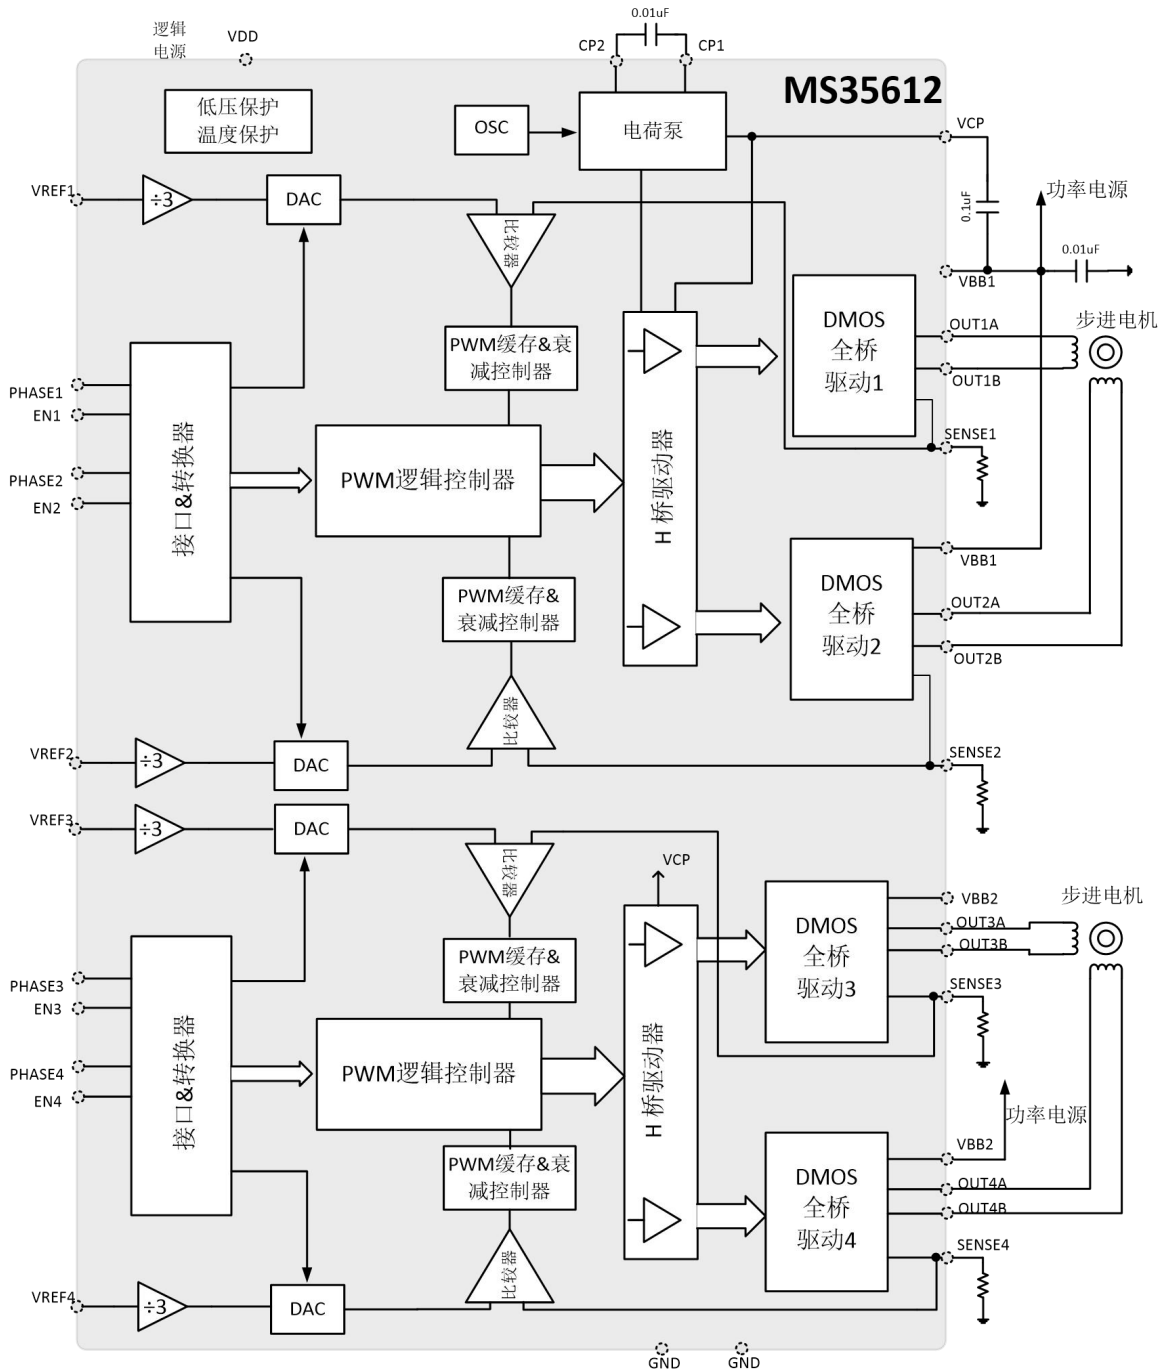 逻辑
电源
VDD
0.01uF
CP2
CP1
MS35612
低压保护
温度保护
OSC
电荷泵
VCP
VREF1
÷3
DAC
比较器
0.1uF
功率电源
0.01uF
VBB1
PWM缓存&衰
减控制器
DMOS
全桥
驱动1
OUT1A
OUT1B
步进电机
PHASE1
EN1
PHASE2
EN2
接口&转换器
PWM逻辑控制器
H 桥驱动器
SENSE1
VBB1
DMOS
全桥
驱动2
OUT2A
OUT2B
PWM缓存&
衰减控制器
比较器
VREF2
÷3
DAC
SENSE2
VREF3
÷3
DAC
比较器
VCP
PWM缓存&
衰减控制器
DMOS
全桥
驱动3
VBB2
OUT3A
OUT3B
步进电机
SENSE3
PHASE3
EN3
PHASE4
EN4
接口&转换器
PWM逻辑控制器
H 桥驱动器
功率电源
VBB2
DMOS
全桥
驱动4
OUT4A
OUT4B
PWM缓存&衰
减控制器
比较器
SENSE4
VREF4
÷3
DAC
GND
GND